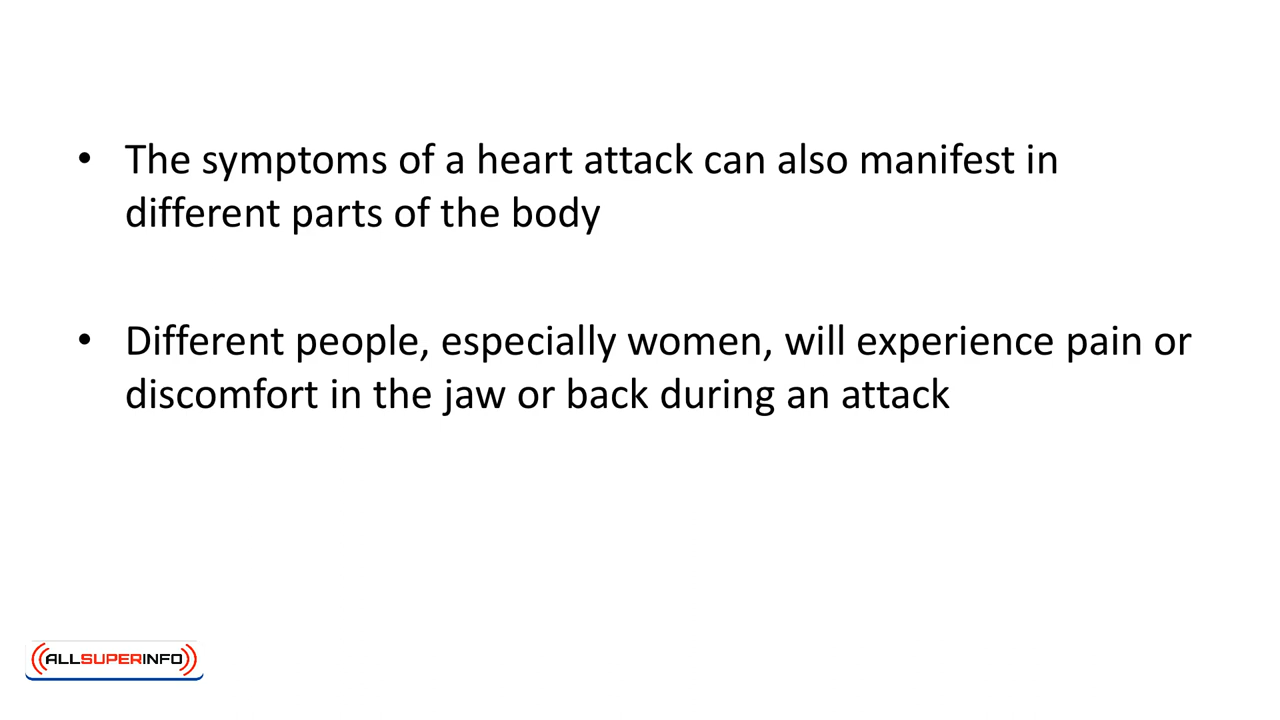 • The symptoms of a heart attack can also manifest in
different parts of the body
• Different people, especially women, will experience pain or
discomfort in the jaw or back during an attack
ALLSUPERINFO